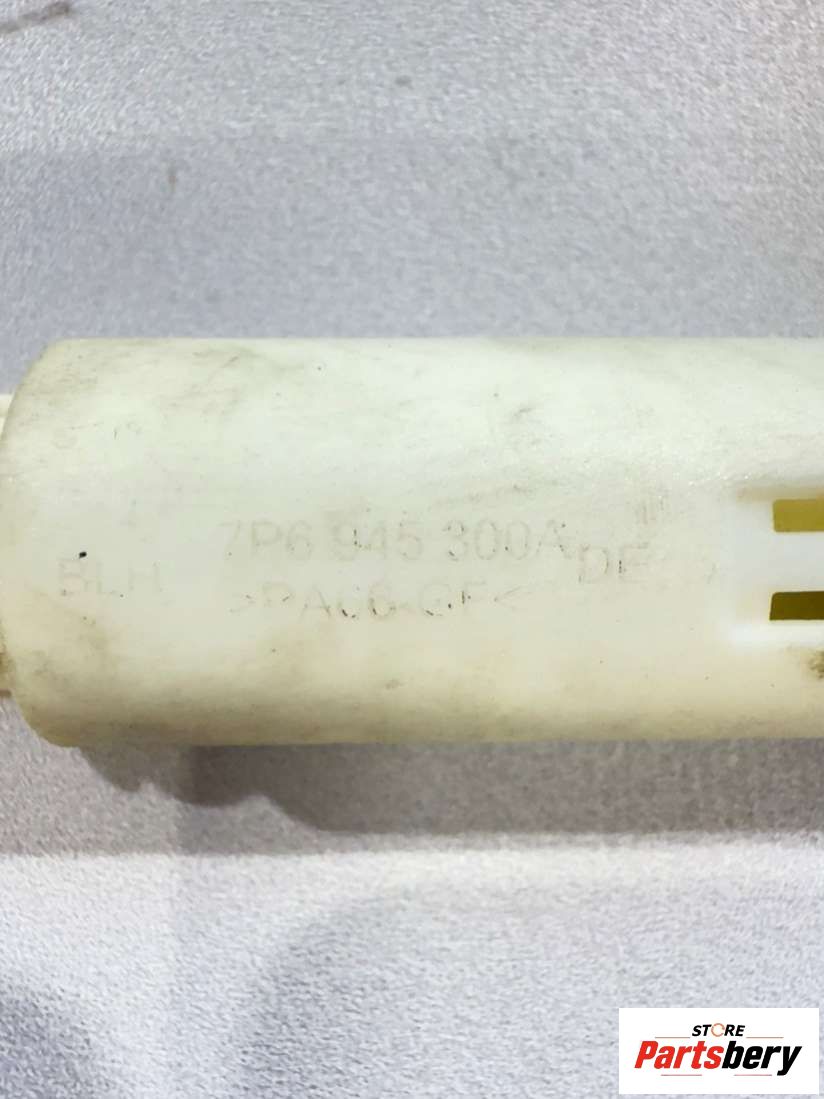 7P6 945 300A
BLH >PA66-GF< DE
STORE
Partsbery